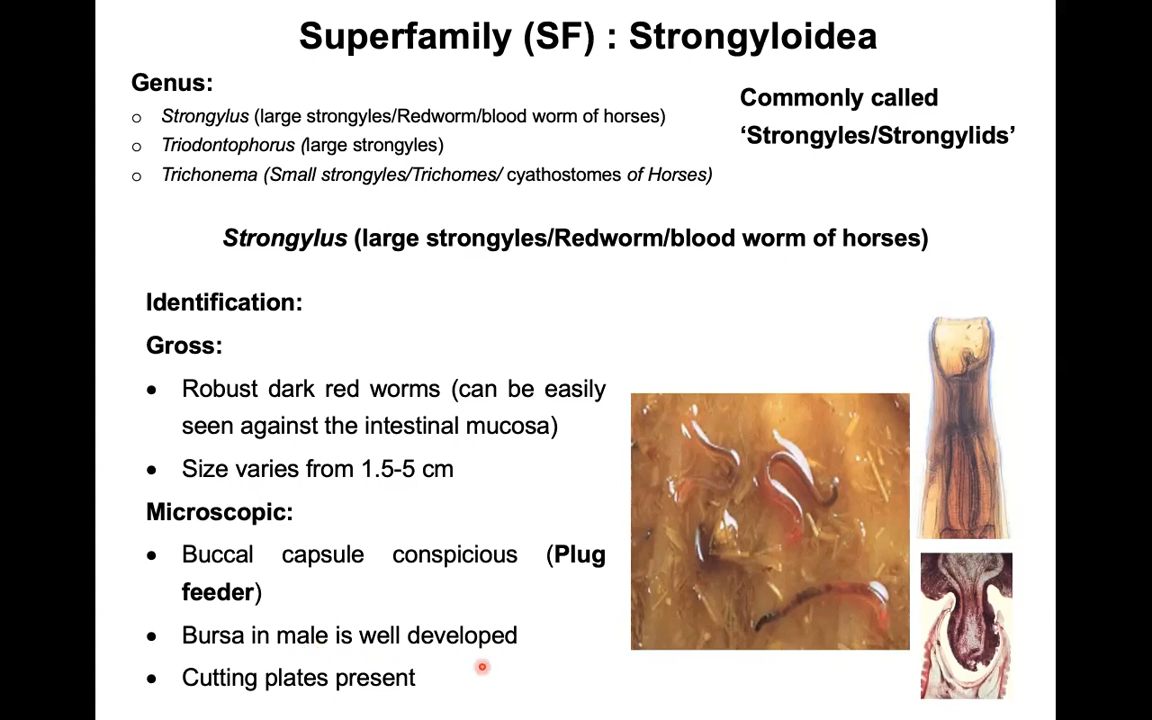 Superfamily (SF) : Strongyloidea
Genus:
o Strongylus (large strongyles/Redworm/blood worm of horses)
o Triodontophorus (large strongyles)
o Trichonema (Small strongyles/Trichomes/ cyathostomes of Horses)
Commonly called
‘Strongyles/Strongylids’
Strongylus (large strongyles/Redworm/blood worm of horses)
Identification:
Gross:
• Robust dark red worms (can be easily
seen against the intestinal mucosa)
• Size varies from 1.5-5 cm
Microscopic:
• Buccal capsule conspicious (Plug
feeder)
• Bursa in male is well developed
• Cutting plates present